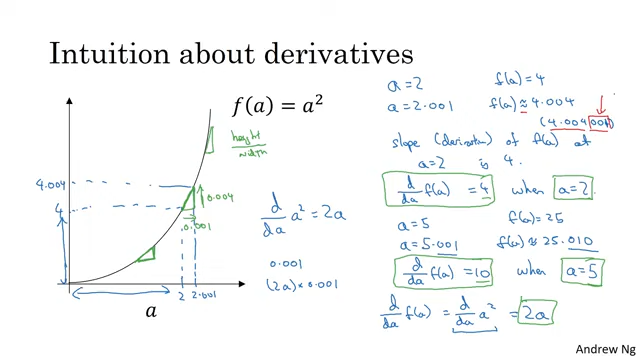 Intuition about derivatives
f(a) = a²
height
width
4.004
4
0.004
0.001
2 2.001
a
d/da a² = 2a
0.001
(2a) × 0.001
a = 2 f(a) = 4
a = 2.001 f(a) ≈ 4.004
(4.004001)
slope (derivative) of f(a) at
a = 2 is 4.
d/da f(a) = 4 when a = 2
a = 5 f(a) = 25
a = 5.001 f(a) ≈ 25.010
d/da f(a) = 10 when a = 5
d/da f(a) = d/da a² = 2a
Andrew Ng